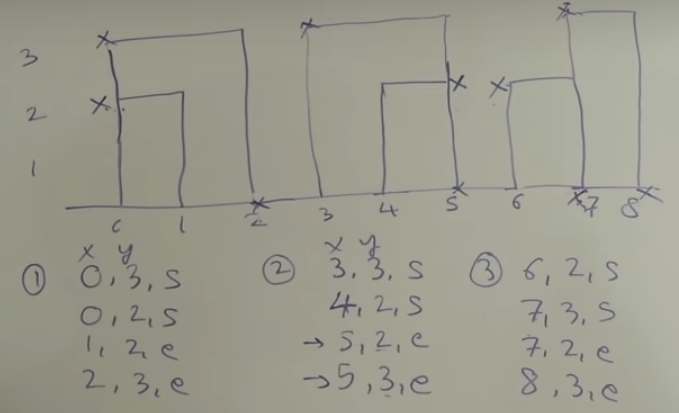 3
2
1
0 1 2 3 4 5 6 7 8
x y x y
① 0, 3, s ② 3, 3, s ③ 6, 2, s
0, 2, s 4, 2, s 7, 3, s
1, 2, e → 5, 2, e 7, 2, e
2, 3, e → 5, 3, e 8, 3, e